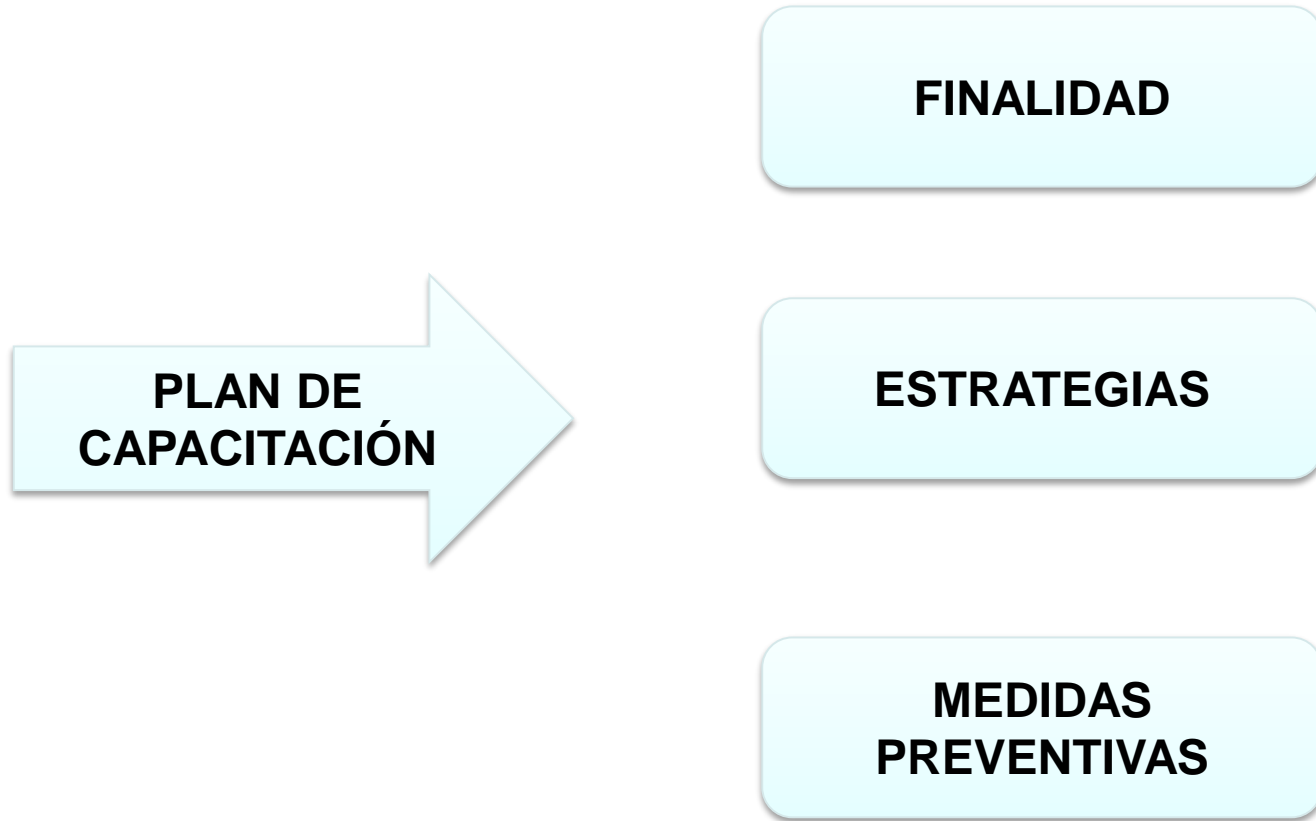 FINALIDAD
PLAN DE
CAPACITACIÓN
ESTRATEGIAS
MEDIDAS
PREVENTIVAS